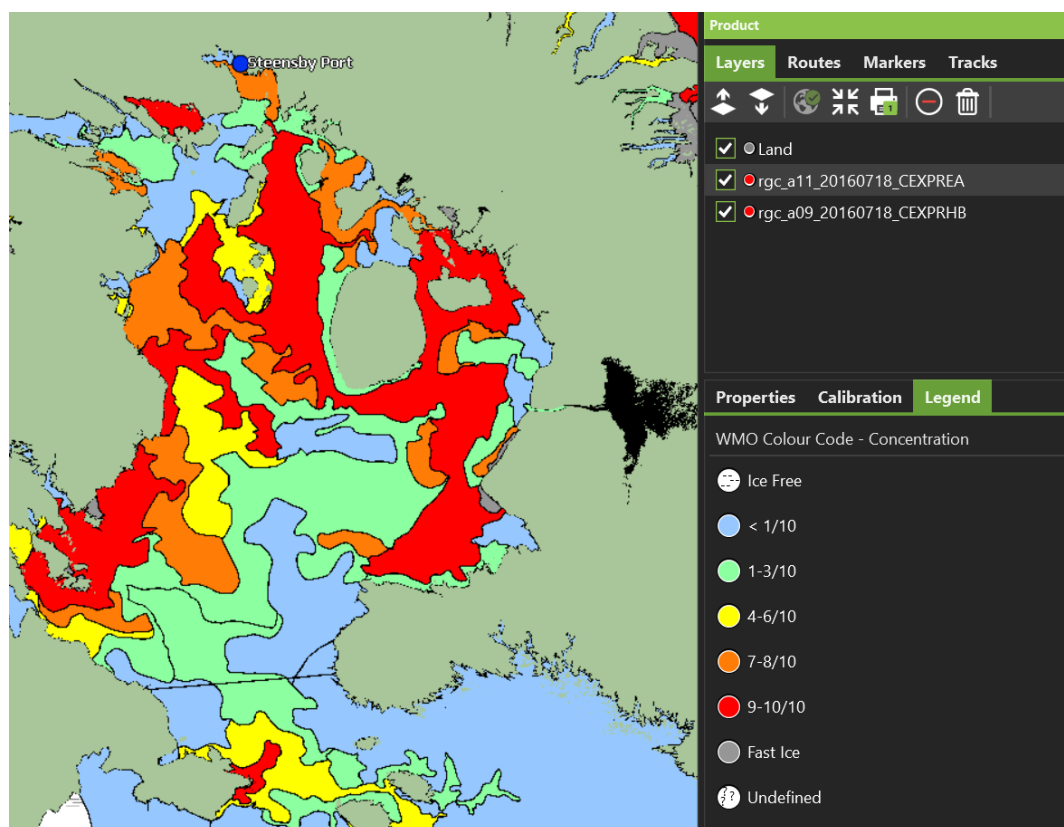 Steensby Port
Product
Layers Routes Markers Tracks
1
Land
rgc_a11_20160718_CEXPREA
rgc_a09_20160718_CEXPRHB
Properties Calibration Legend
WMO Colour Code - Concentration
Ice Free
< 1/10
1-3/10
4-6/10
7-8/10
9-10/10
Fast Ice
? Undefined